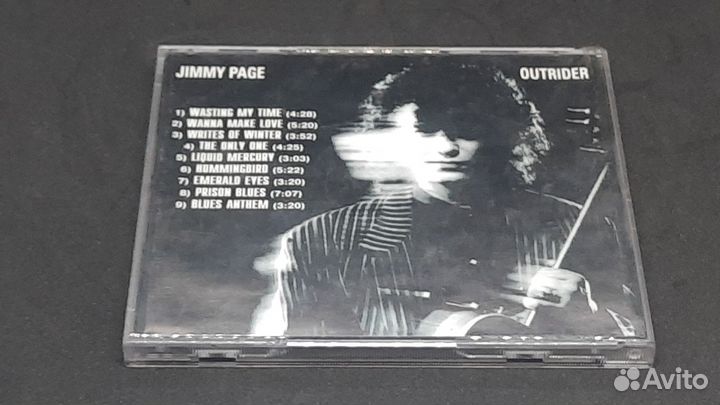 JIMMY PAGE OUTRIDER
1) WASTING MY TIME (4:28)
2) WANNA MAKE LOVE (5:20)
3) WRITES OF WINTER (3:52)
4) THE ONLY ONE (4:25)
5) LIQUID MERCURY (3:03)
6) HUMMINGBIRD (5:22)
7) EMERALD EYES (3:20)
8) PRISON BLUES (7:07)
9) BLUES ANTHEM (3:20)
Avito